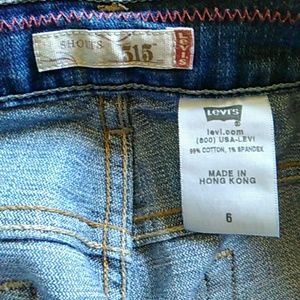 SHORTS 515 LEVI'S
Levi's
levi.com
(800) USA-LEVI
99% COTTON, 1% SPANDEX
MADE IN
HONG KONG
6